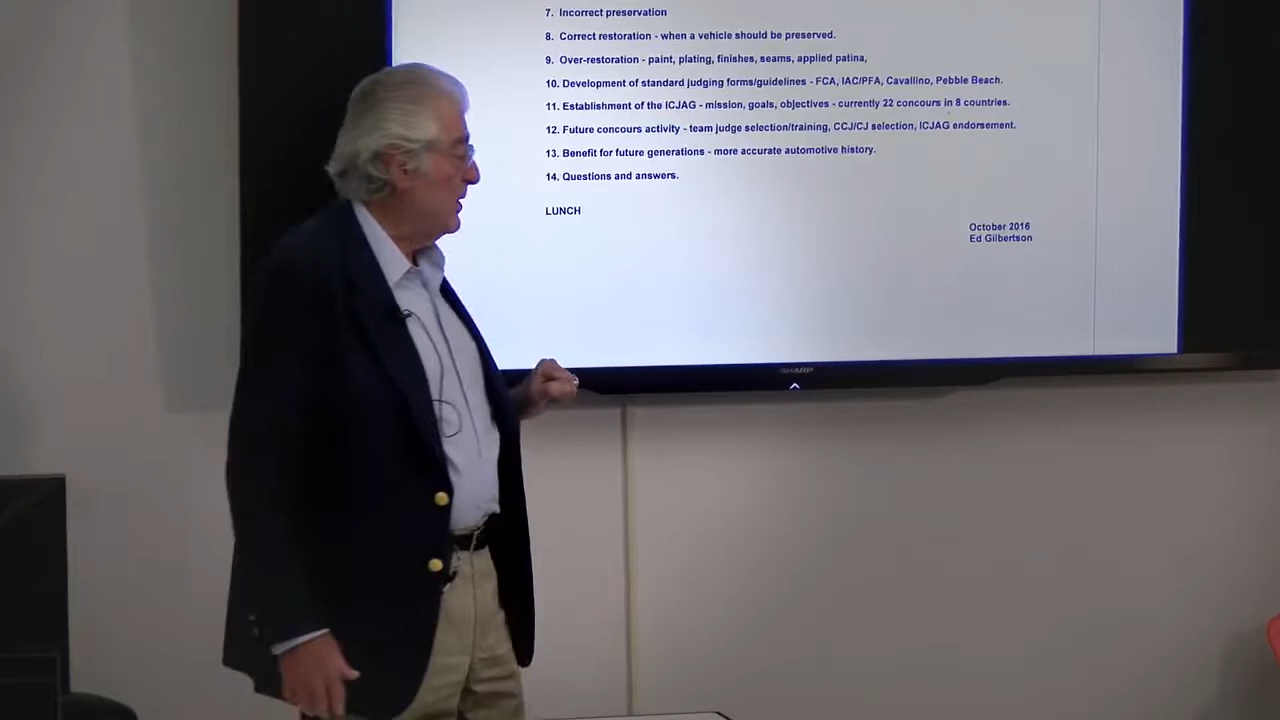 7. Incorrect preservation
8. Correct restoration - when a vehicle should be preserved.
9. Over-restoration - paint, plating, finishes, seams, applied patina,
10. Development of standard judging forms/guidelines - FCA, IAC/PFA, Cavallino, Pebble Beach.
11. Establishment of the ICJAG - mission, goals, objectives - currently 22 concours in 8 countries.
12. Future concours activity - team judge selection/training, CCJ/CJ selection, ICJAG endorsement.
13. Benefit for future generations - more accurate automotive history.
14. Questions and answers.
LUNCH
October 2016
Ed Gilbertson
SHARP